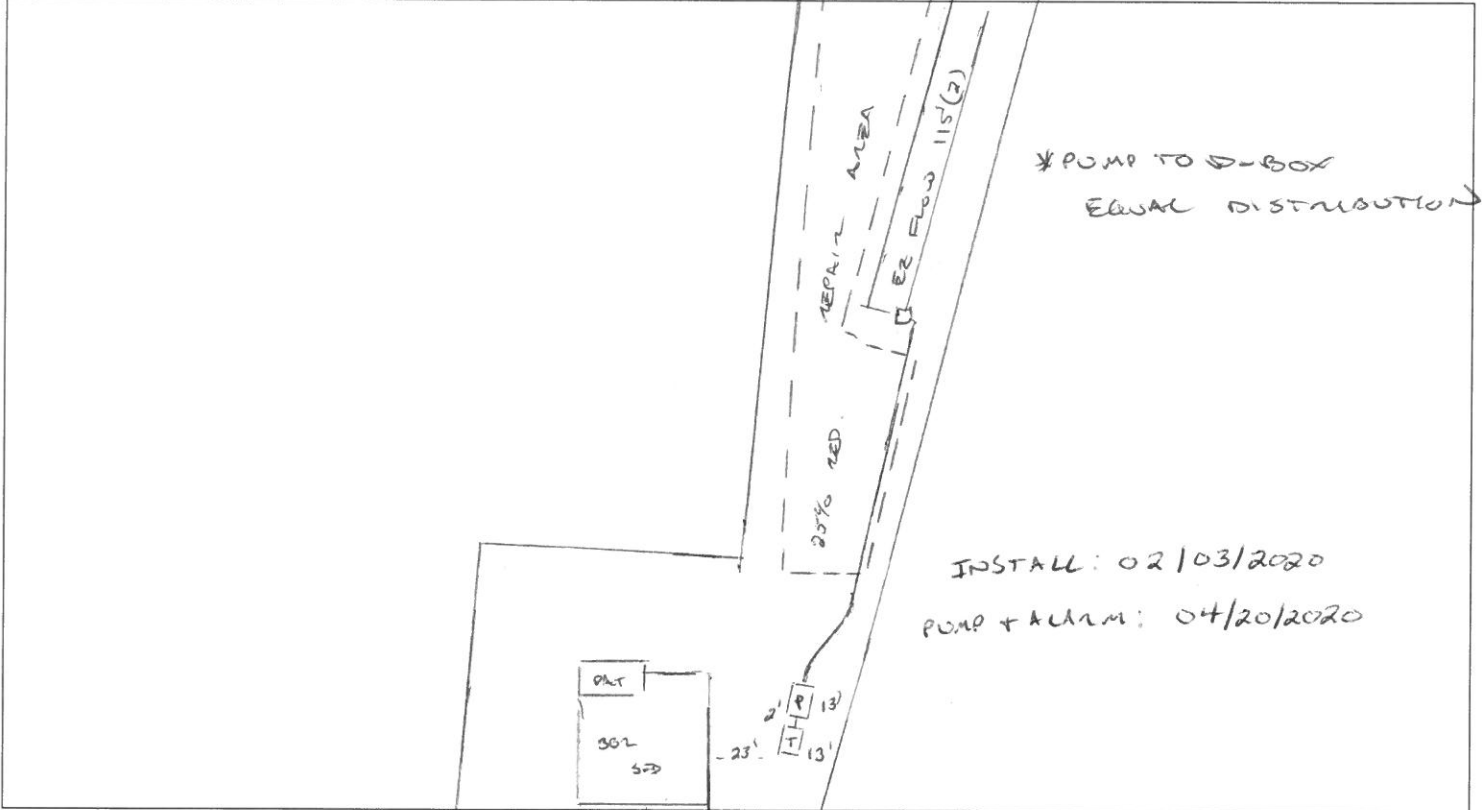 REPAIR AREA
EZ FLOW 115'(2)
*PUMP TO D-BOX
EQUAL DISTRIBUTION
25% RED.
INSTALL: 02/03/2020
PUMP + ALARM: 04/20/2020
PAT
3BR
SFD
2' P 13'
23' T 13'